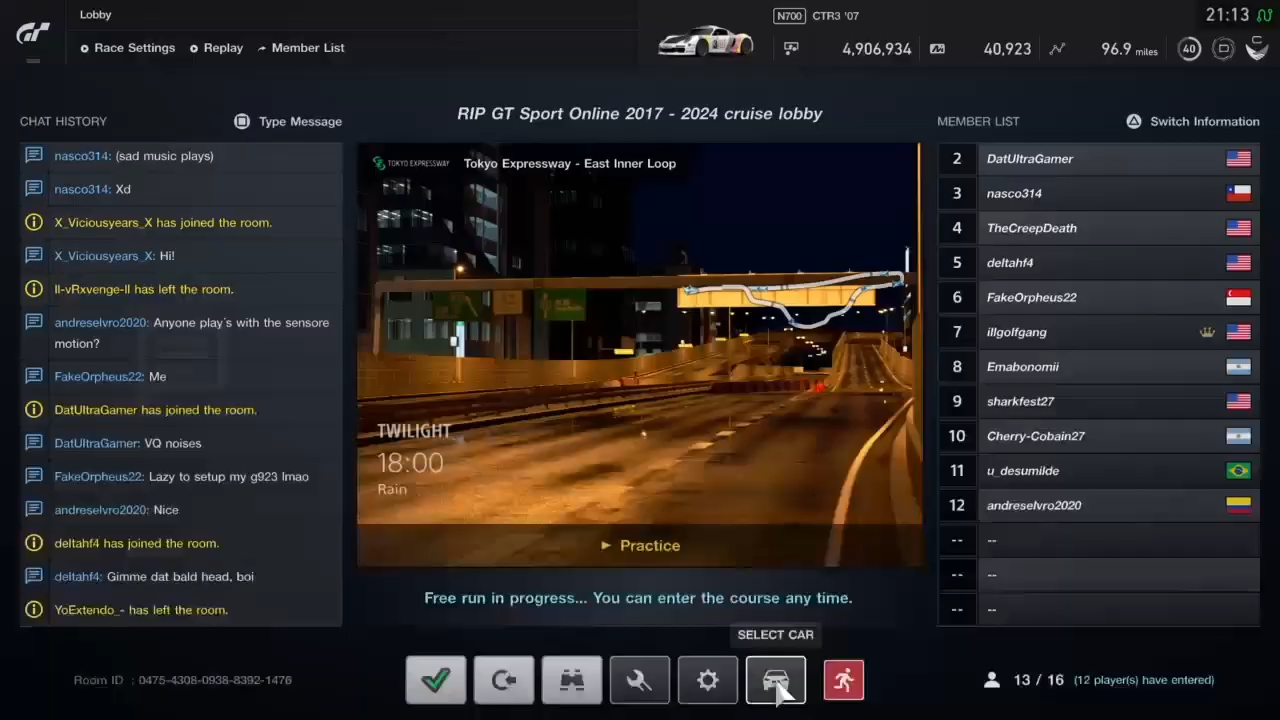 Lobby
N700 CTR3 '07
21:13
Race Settings Replay Member List
4,906,934 40,923 96.9 miles 40 D C
RIP GT Sport Online 2017 - 2024 cruise lobby
CHAT HISTORY Type Message
nasco314: (sad music plays)
nasco314: Xd
X_Viciousyears_X has joined the room.
X_Viciousyears_X: Hi!
II-vRxvenge-II has left the room.
andreselvro2020: Anyone play's with the sensore
motion?
FakeOrpheus22: Me
DatUltraGamer has joined the room.
DatUltraGamer: VQ noises
FakeOrpheus22: Lazy to setup my g923 lmao
andreselvro2020: Nice
deltahf4 has joined the room.
deltahf4: Gimme dat bald head, boi
YoExtendo_- has left the room.
TOKYO EXPRESSWAY Tokyo Expressway - East Inner Loop
TWILIGHT
18:00
Rain
Practice
Free run in progress... You can enter the course any time.
MEMBER LIST Switch Information
2 DatUltraGamer
3 nasco314
4 TheCreepDeath
5 deltahf4
6 FakeOrpheus22
7 illgolfgang
8 Emabonomii
9 sharkfest27
10 Cherry-Cobain27
11 u_desumilde
12 andreselvro2020
-- --
-- --
-- --
SELECT CAR
Room ID : 0475-4308-0938-8392-1476
13 / 16 (12 player(s) have entered)